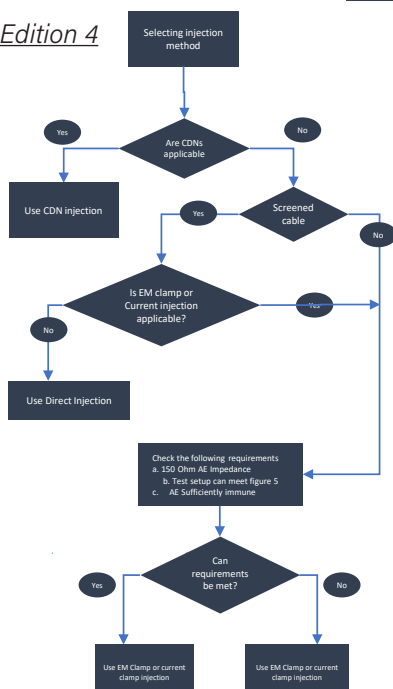 Edition 4
Selecting injection
method
Yes
Are CDNs
applicable
No
Use CDN injection
Yes
Screened
cable
No
Is EM clamp or
Current injection
applicable?
No
Yes
Use Direct Injection
Check the following requirements
a. 150 Ohm AE Impedance
b. Test setup can meet figure 5
c. AE Sufficiently immune
Can
requirements
be met?
Yes
No
Use EM Clamp or current
clamp injection
Use EM Clamp or current
clamp injection